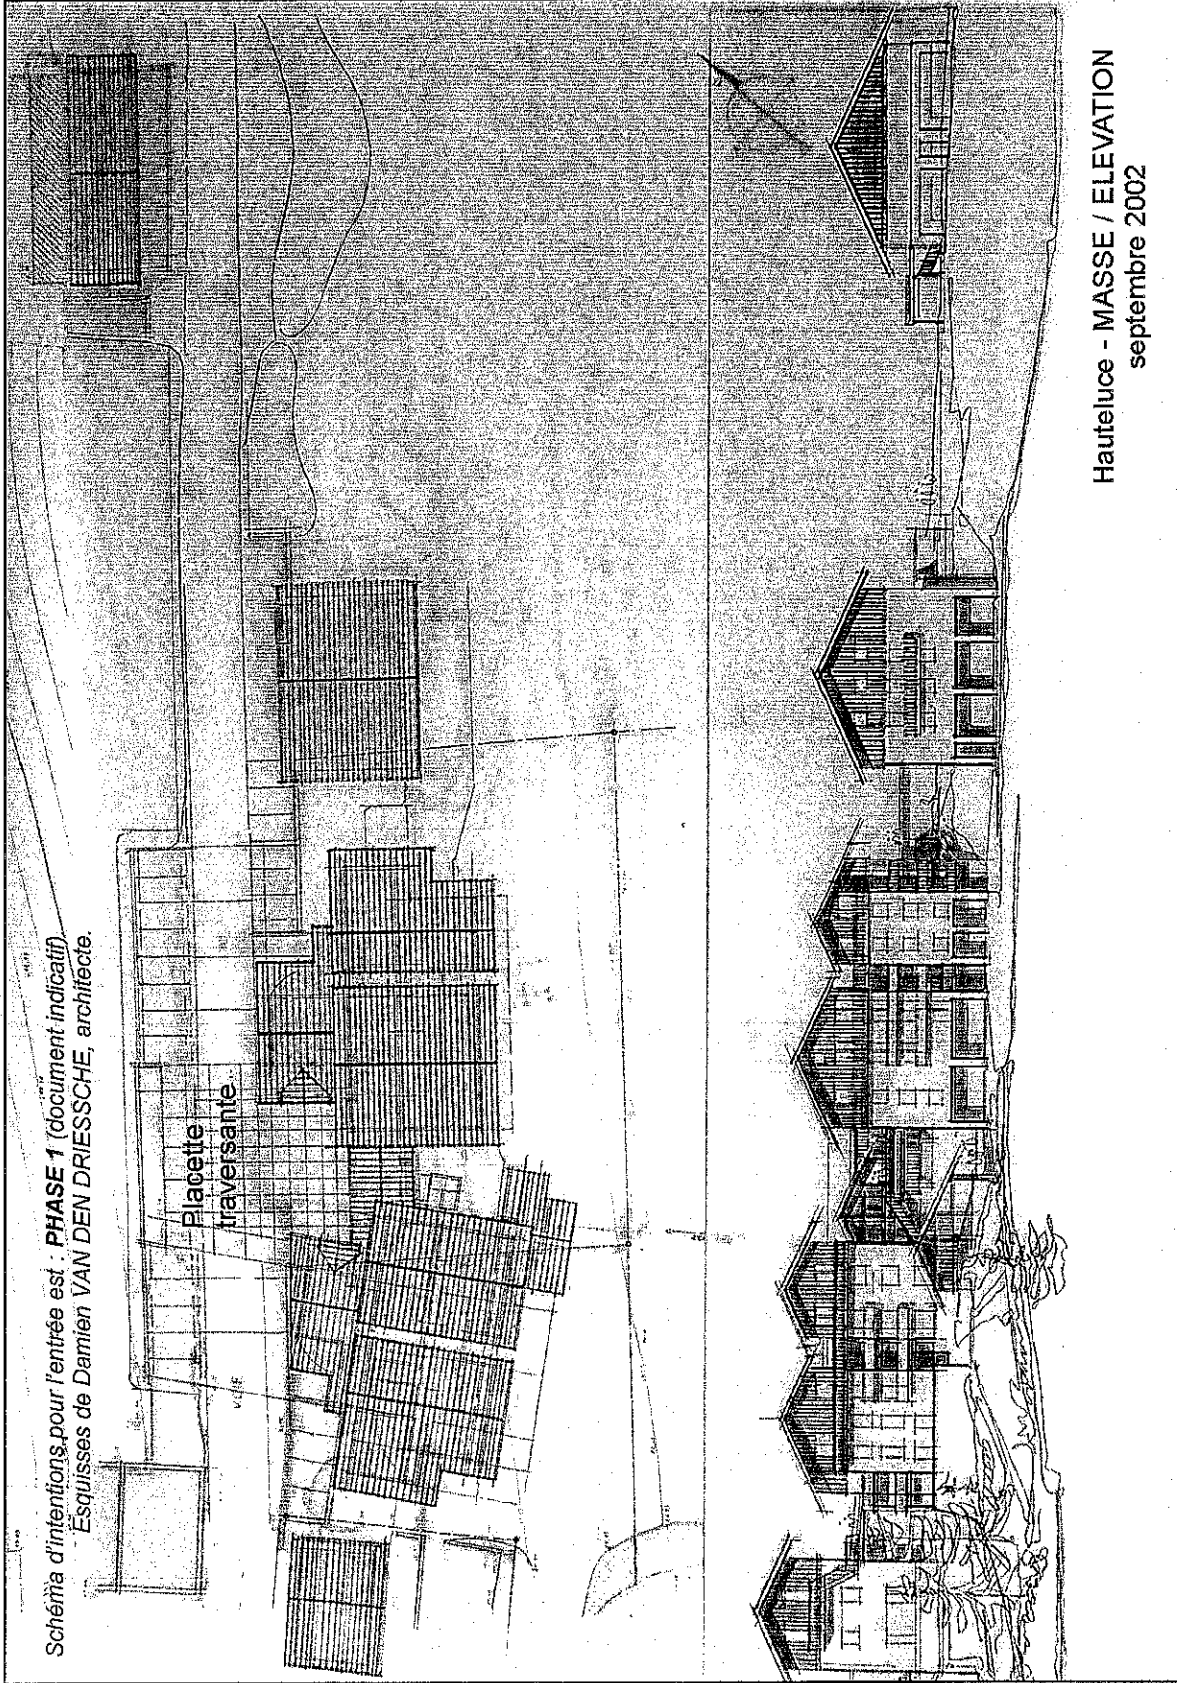 Schéma d'intentions pour l'entrée est : PHASE 1 (document indicatif)
Esquisses de Damien VAN DEN DRIESSCHE, architecte.
Placette
traversante
Hauteluce - MASSE / ELEVATION
septembre 2002